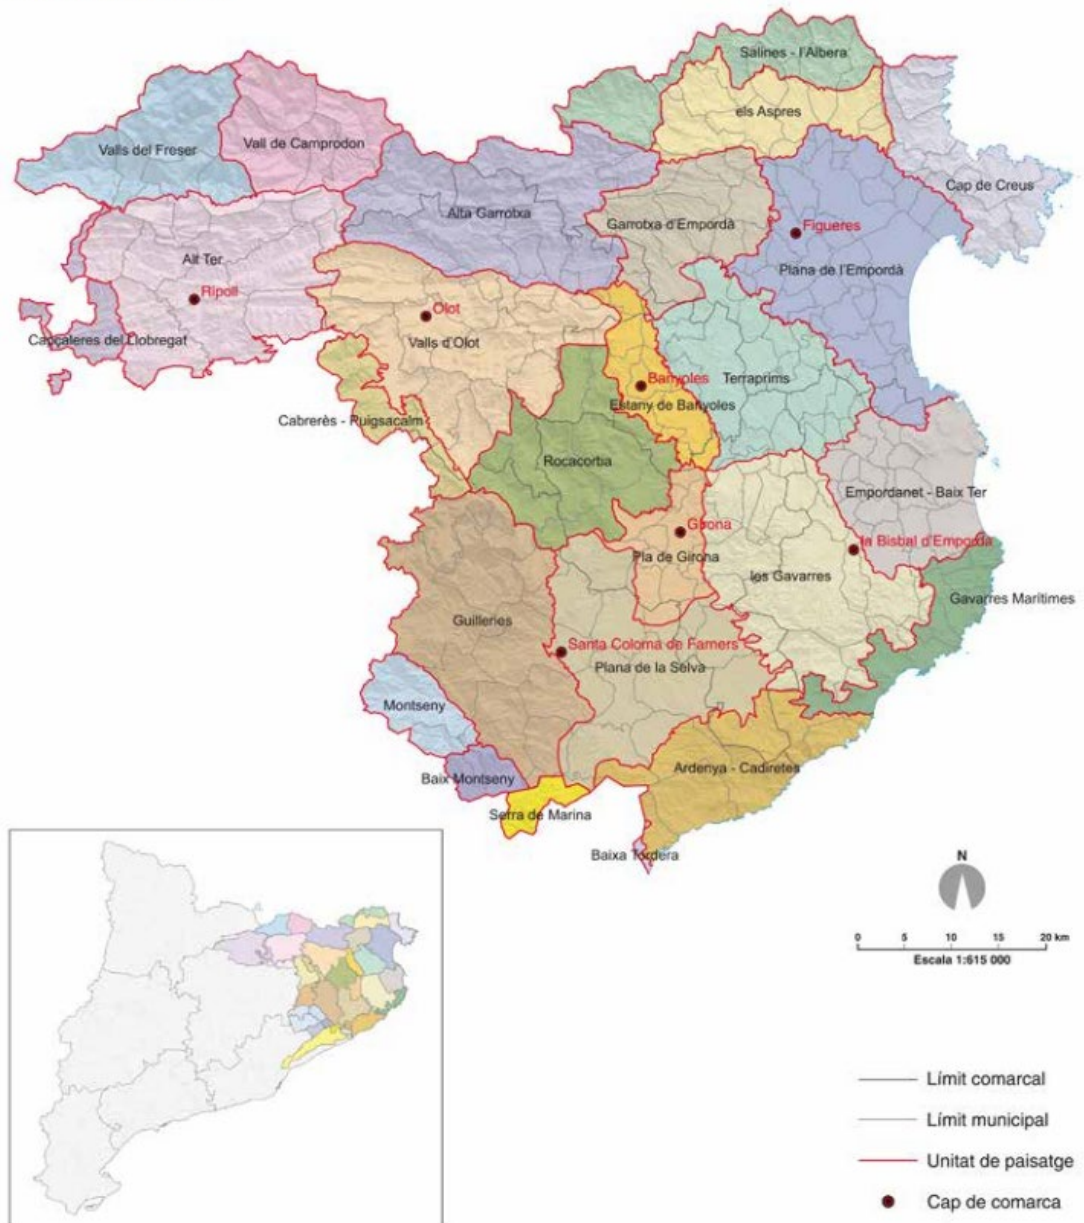 Salines - l'Albera
els Aspres
Valls del Freser
Vall de Camprodon
Cap de Creus
Alta Garrotxa
Garrotxa d'Empordà
Figueres
Alt Ter
Plana de l'Empordà
Ripoll
Olot
Capçaleres del Llobregat
Valls d'Olot
Banyoles
Terraprims
Estany de Banyoles
Cabrerès - Puigsacalm
Rocacorba
Empordanet - Baix Ter
Girona
la Bisbal d'Empordà
Pla de Girona
les Gavarres
Gavarres Marítimes
Guilleries
Santa Coloma de Farners
Plana de la Selva
Montseny
Ardenya - Cadiretes
Baix Montseny
Serra de Marina
Baixa Tordera
N
0 5 10 15 20 km
Escala 1:615 000
Límit comarcal
Límit municipal
Unitat de paisatge
Cap de comarca